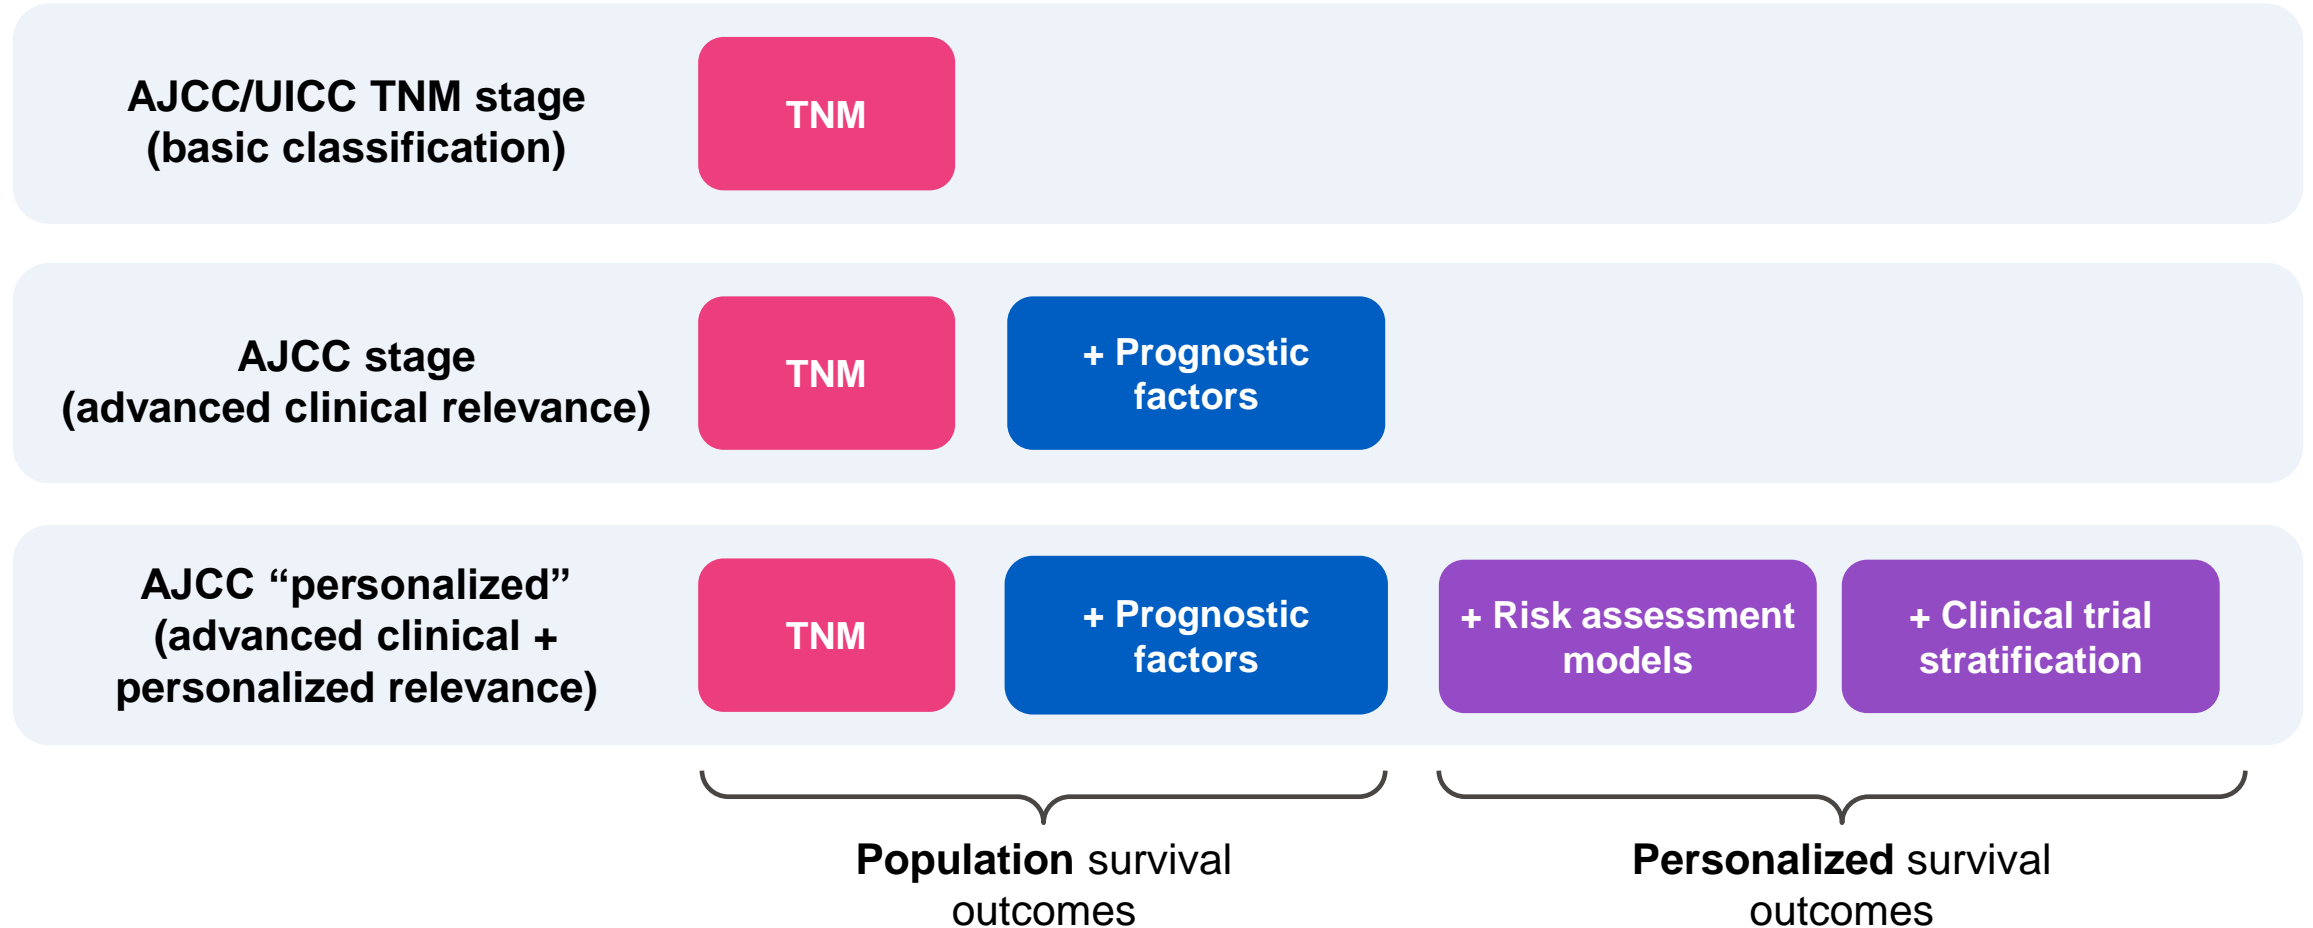 AJCC/UICC TNM stage
(basic classification)
TNM
AJCC stage
(advanced clinical relevance)
TNM
+ Prognostic
factors
AJCC “personalized”
(advanced clinical +
personalized relevance)
TNM
+ Prognostic
factors
+ Risk assessment
models
+ Clinical trial
stratification
Population survival
outcomes
Personalized survival
outcomes